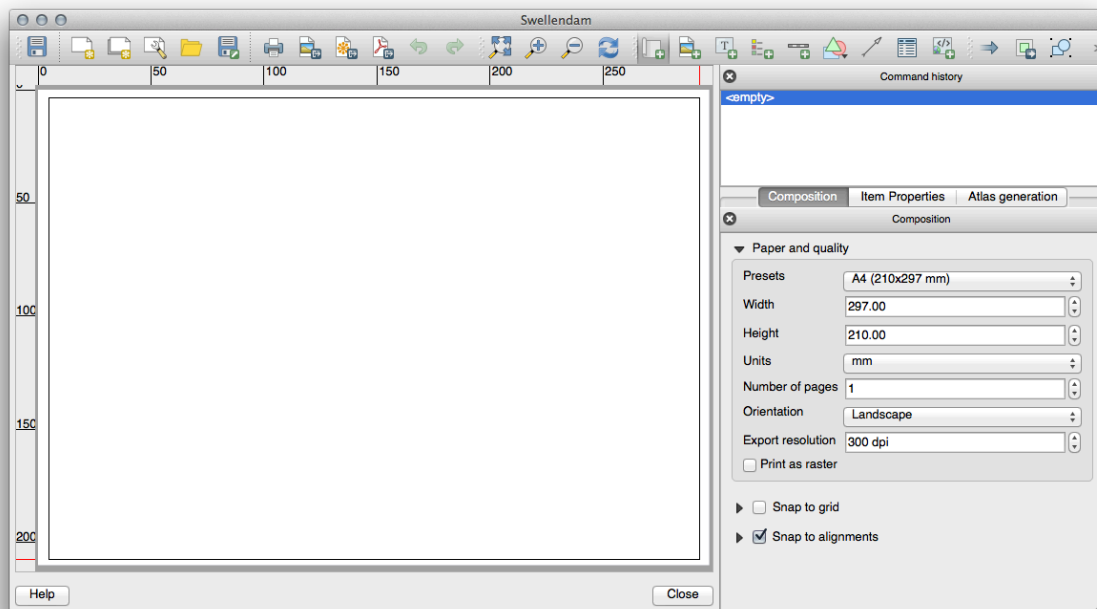 Swellendam
0 50 100 150 200 250
Command history
<empty>
50
Composition Item Properties Atlas generation
Composition
Paper and quality
Presets A4 (210x297 mm)
Width 297.00
100
Height 210.00
Units mm
Number of pages 1
Orientation Landscape
150
Export resolution 300 dpi
Print as raster
Snap to grid
200
Snap to alignments
Help Close